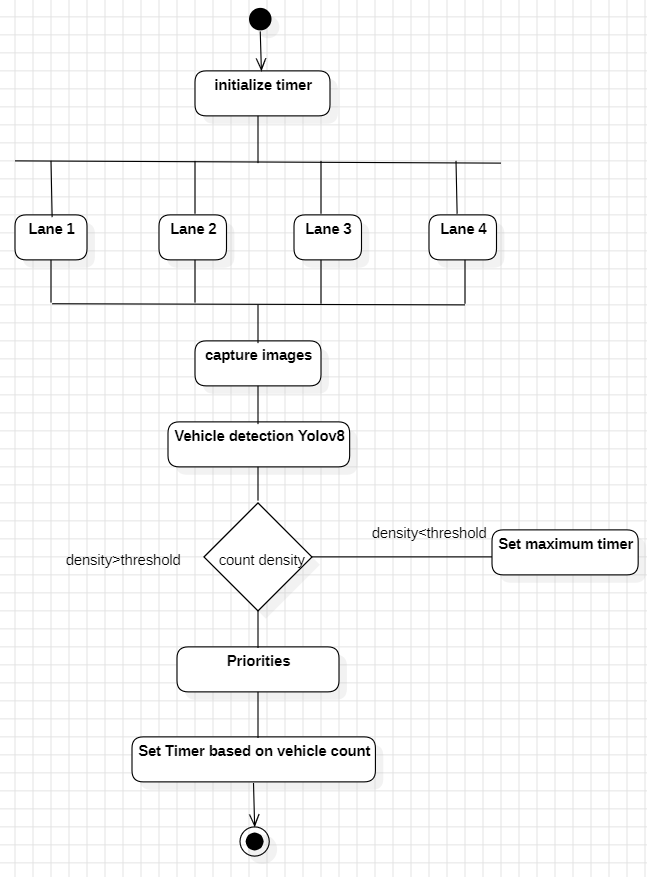 initialize timer
Lane 1
Lane 2
Lane 3
Lane 4
capture images
Vehicle detection Yolov8
density<threshold
Set maximum timer
density>threshold
count density
Priorities
Set Timer based on vehicle count